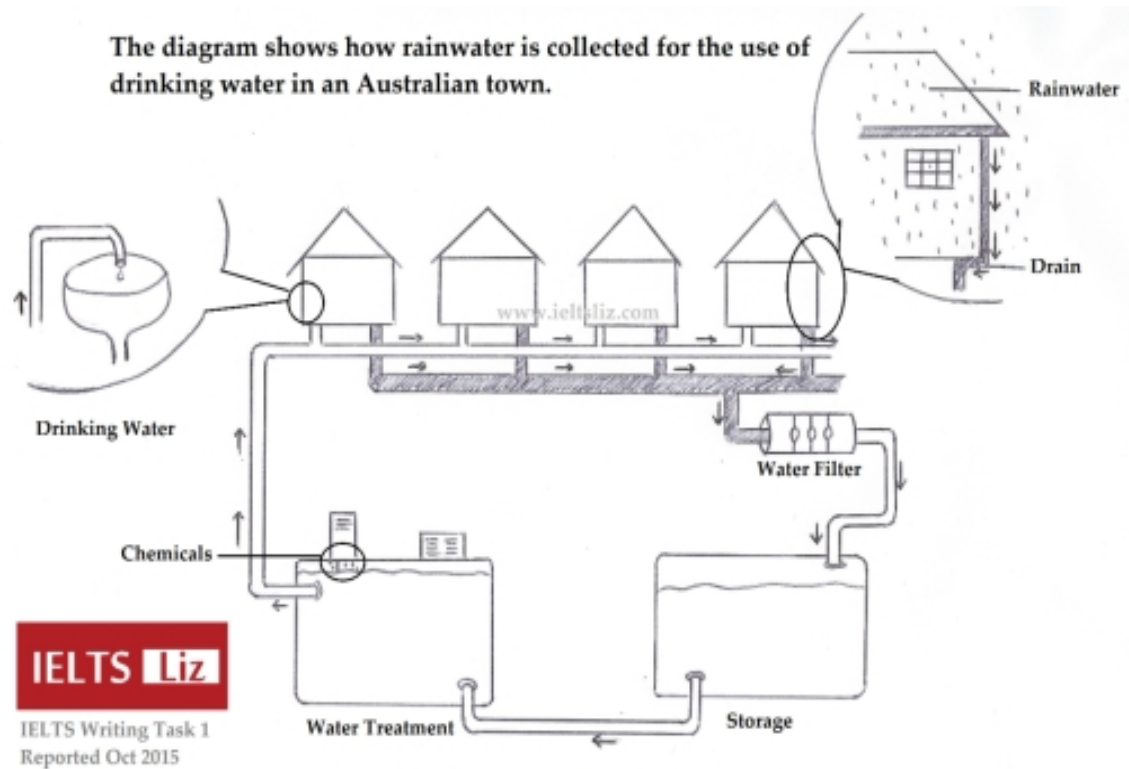 The diagram shows how rainwater is collected for the use of
drinking water in an Australian town.
Rainwater
Drain
www.ieltsliz.com
Drinking Water
Water Filter
Chemicals
Water Treatment
Storage
IELTS Liz
IELTS Writing Task 1
Reported Oct 2015